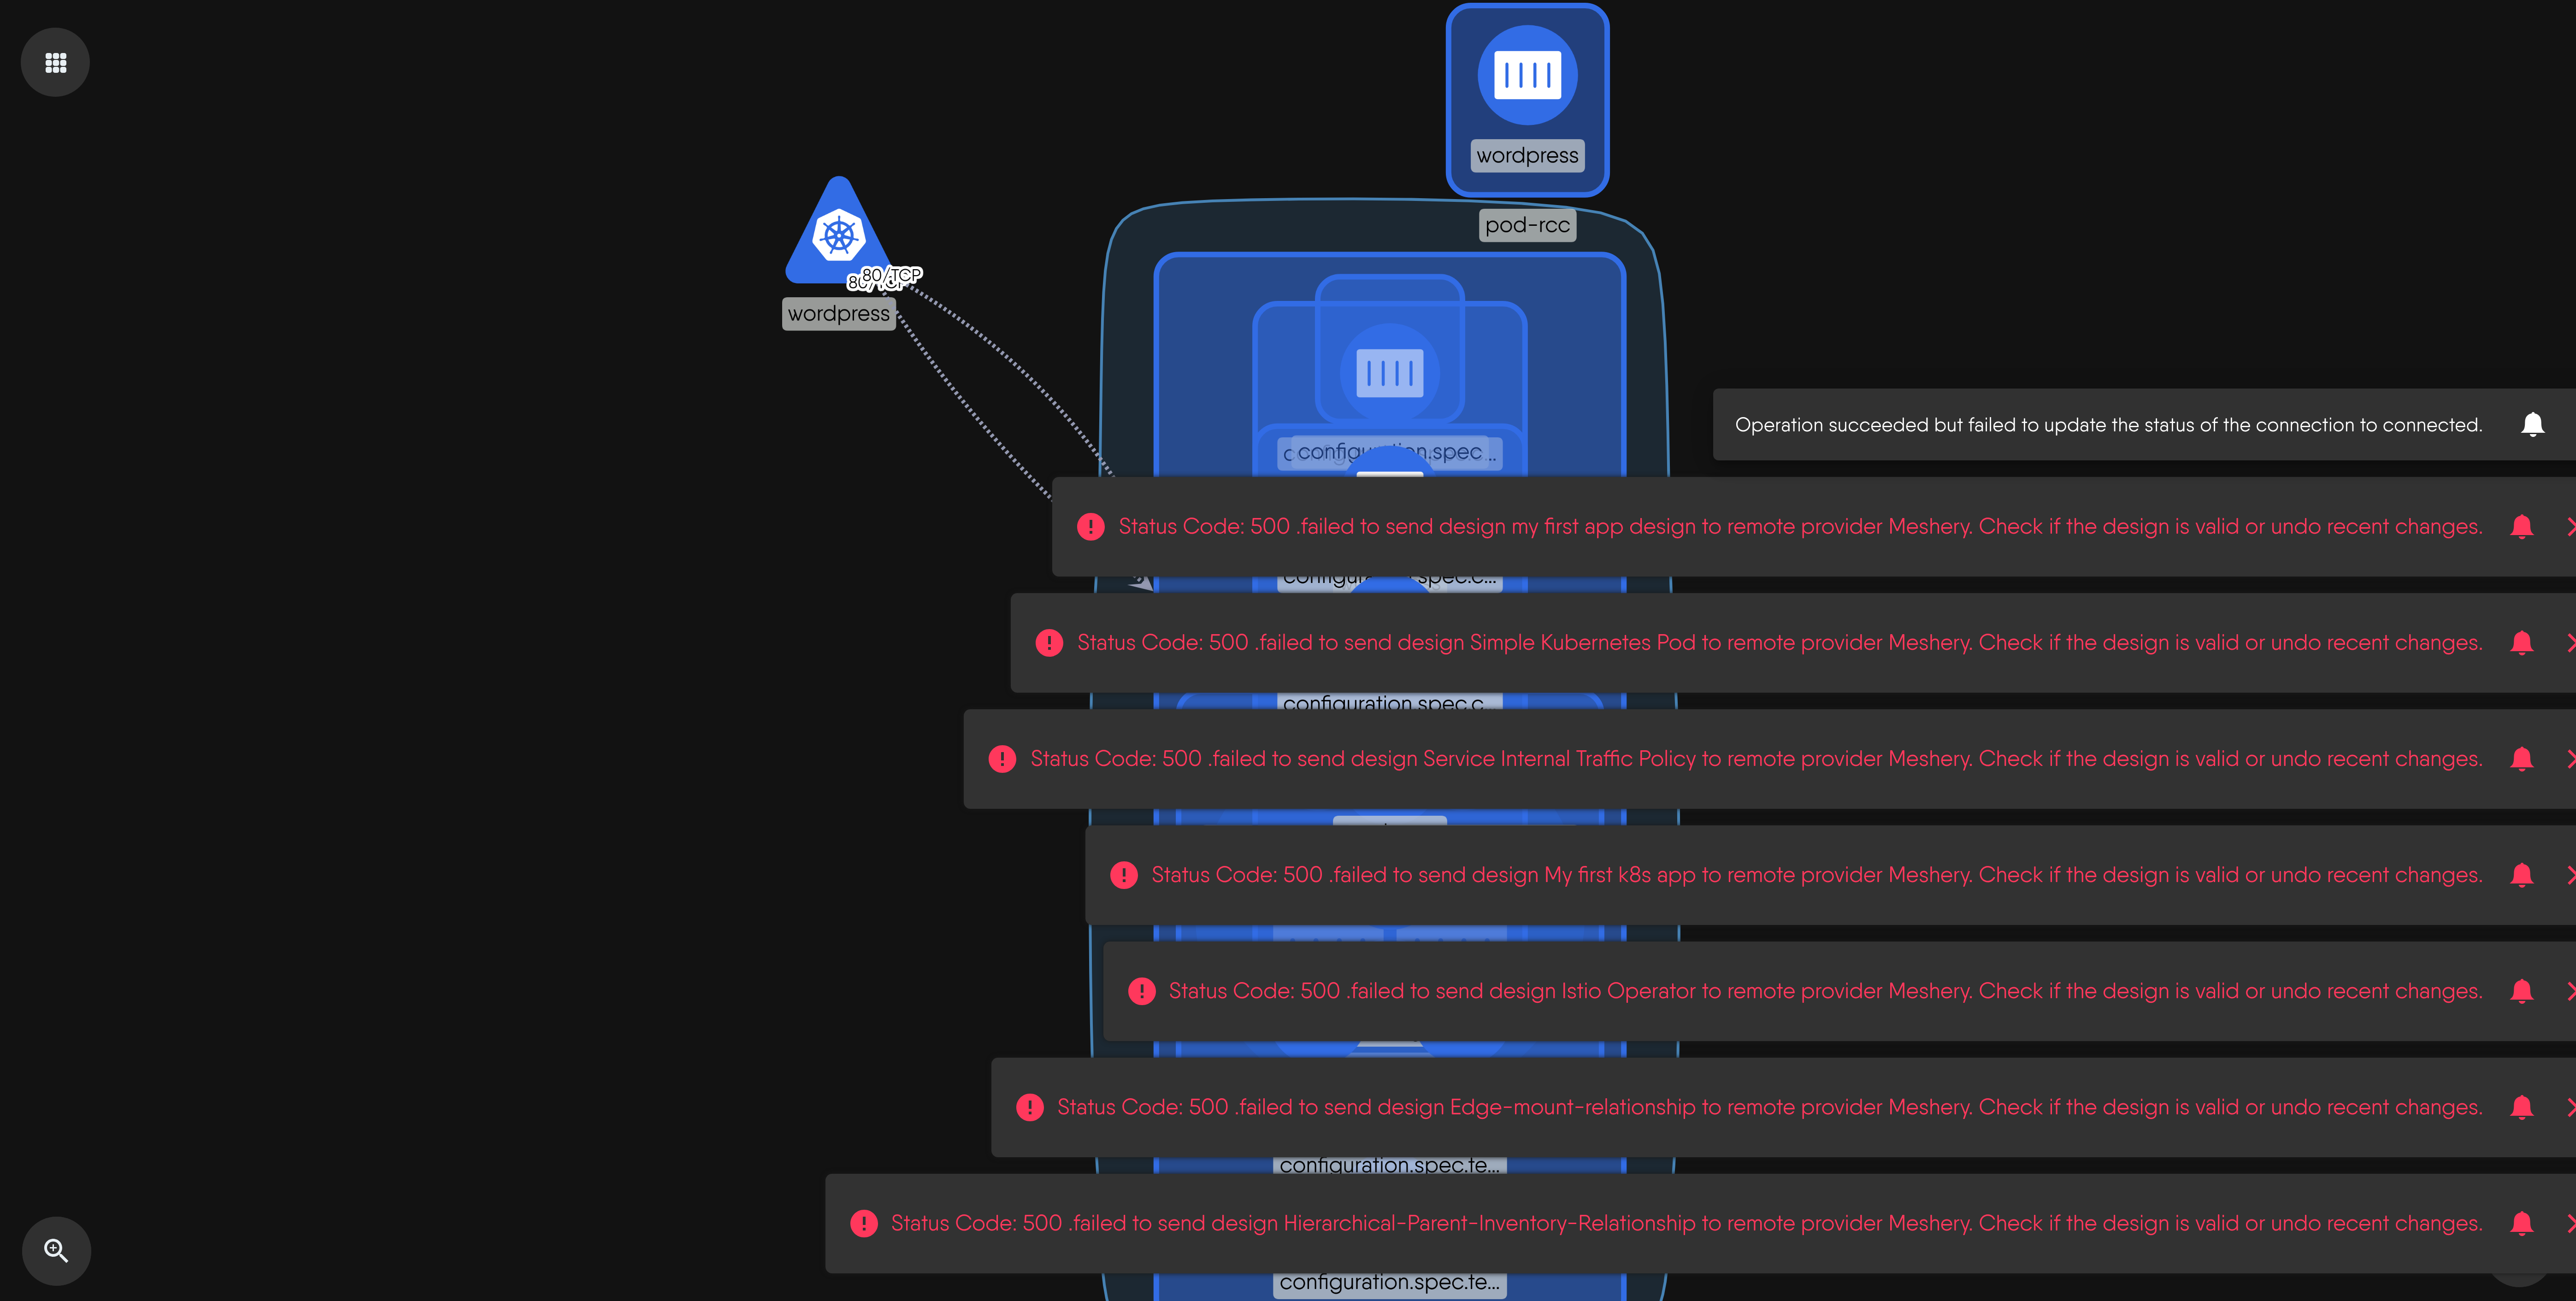 wordpress
pod-rcc
80/TCP
wordpress
Operation succeeded but failed to update the status of the connection to connected.
configuration.spec...
Status Code: 500 .failed to send design my first app design to remote provider Meshery. Check if the design is valid or undo recent changes.
configuration.spec.c...
Status Code: 500 .failed to send design Simple Kubernetes Pod to remote provider Meshery. Check if the design is valid or undo recent changes.
configuration.spec.c
Status Code: 500 .failed to send design Service Internal Traffic Policy to remote provider Meshery. Check if the design is valid or undo recent changes.
Status Code: 500 .failed to send design My first k8s app to remote provider Meshery. Check if the design is valid or undo recent changes.
Status Code: 500 .failed to send design Istio Operator to remote provider Meshery. Check if the design is valid or undo recent changes.
Status Code: 500 .failed to send design Edge-mount-relationship to remote provider Meshery. Check if the design is valid or undo recent changes.
configuration.spec.te...
Status Code: 500 .failed to send design Hierarchical-Parent-Inventory-Relationship to remote provider Meshery. Check if the design is valid or undo recent changes.
configuration.spec.te...